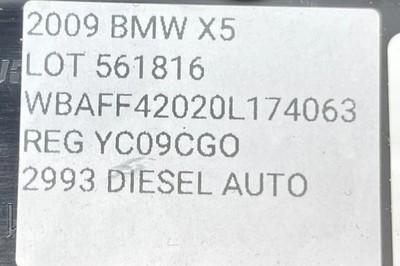 2009 BMW X5
LOT 561816
WBAFF42020L174063
REG YC09CGO
2993 DIESEL AUTO